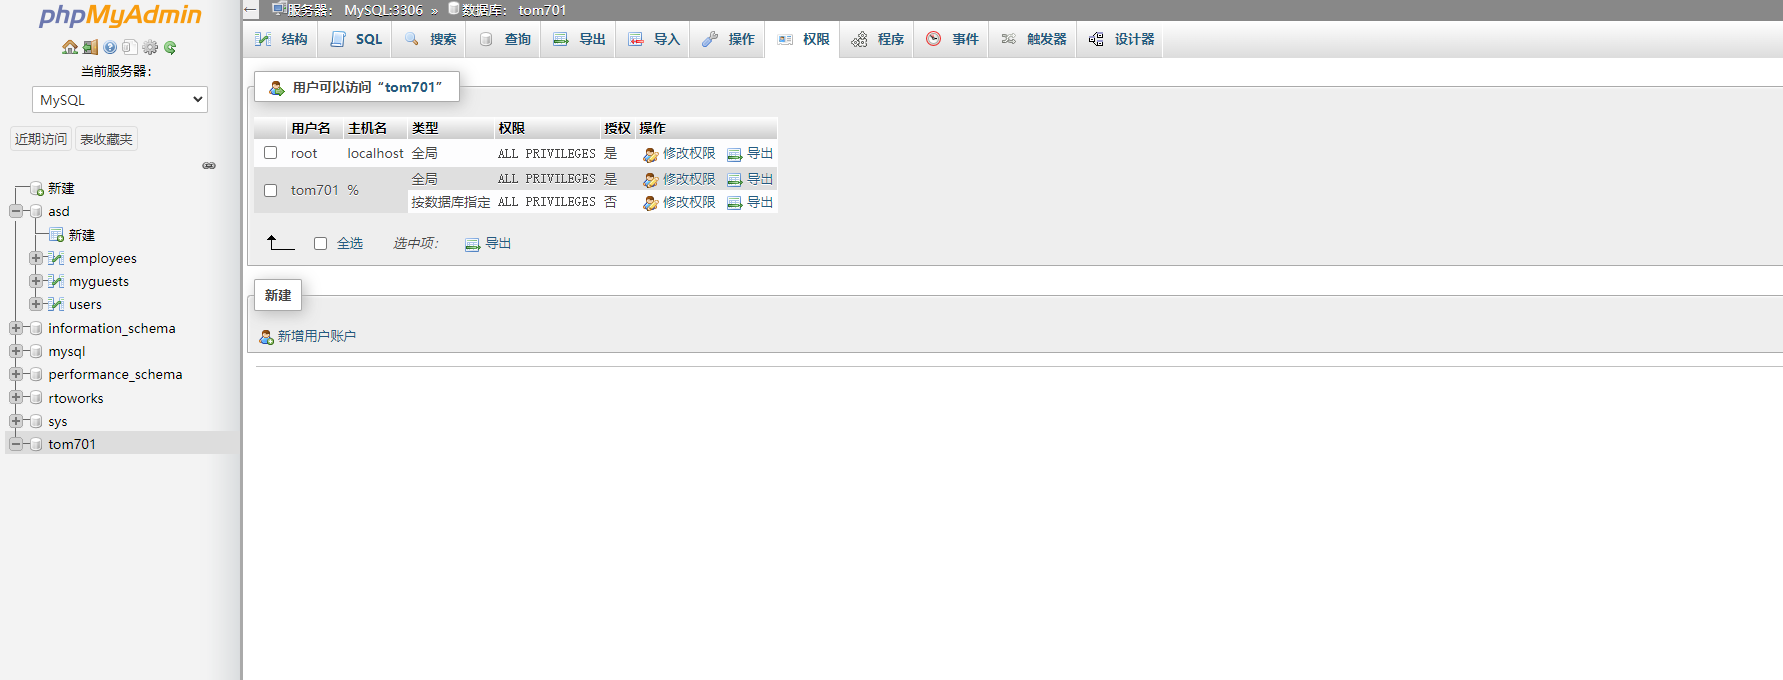 phpMyAdmin
当前服务器：
MySQL
近期访问 表收藏夹
新建
asd
新建
employees
myguests
users
information_schema
mysql
performance_schema
rtoworks
sys
tom701
服务器： MySQL:3306 » 数据库： tom701
结构 SQL 搜索 查询 导出 导入 操作 权限 程序 事件 触发器 设计器
用户可以访问“tom701”
用户名 主机名 类型 权限 授权 操作
root localhost 全局 ALL PRIVILEGES 是 修改权限 导出
tom701 % 全局 ALL PRIVILEGES 是 修改权限 导出
按数据库指定 ALL PRIVILEGES 否 修改权限 导出
全选 选中项： 导出
新建
新增用户账户